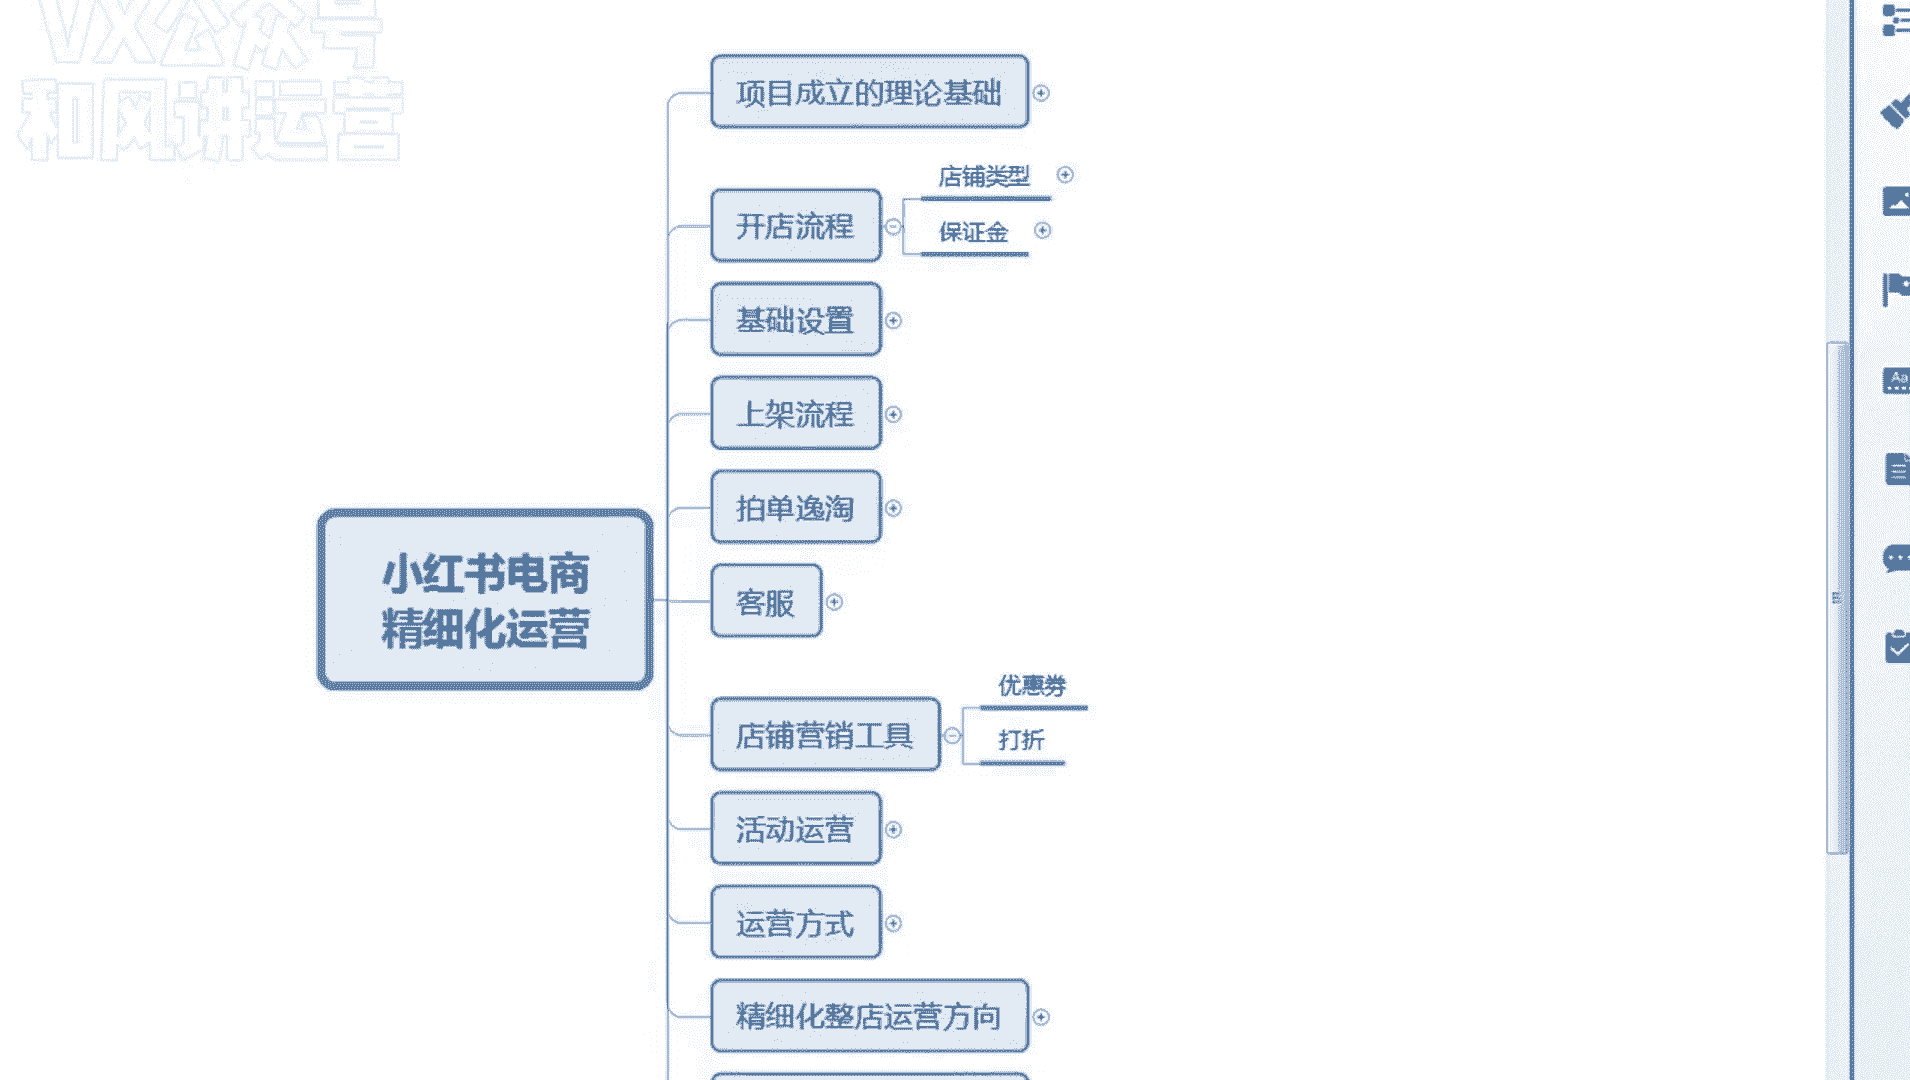 VX公众号
和风讲运营
项目成立的理论基础
店铺类型
开店流程
保证金
基础设置
上架流程
拍单逸淘
小红书电商
精细化运营
客服
优惠劵
店铺营销工具
打折
活动运营
运营方式
精细化整店运营方向
Aa